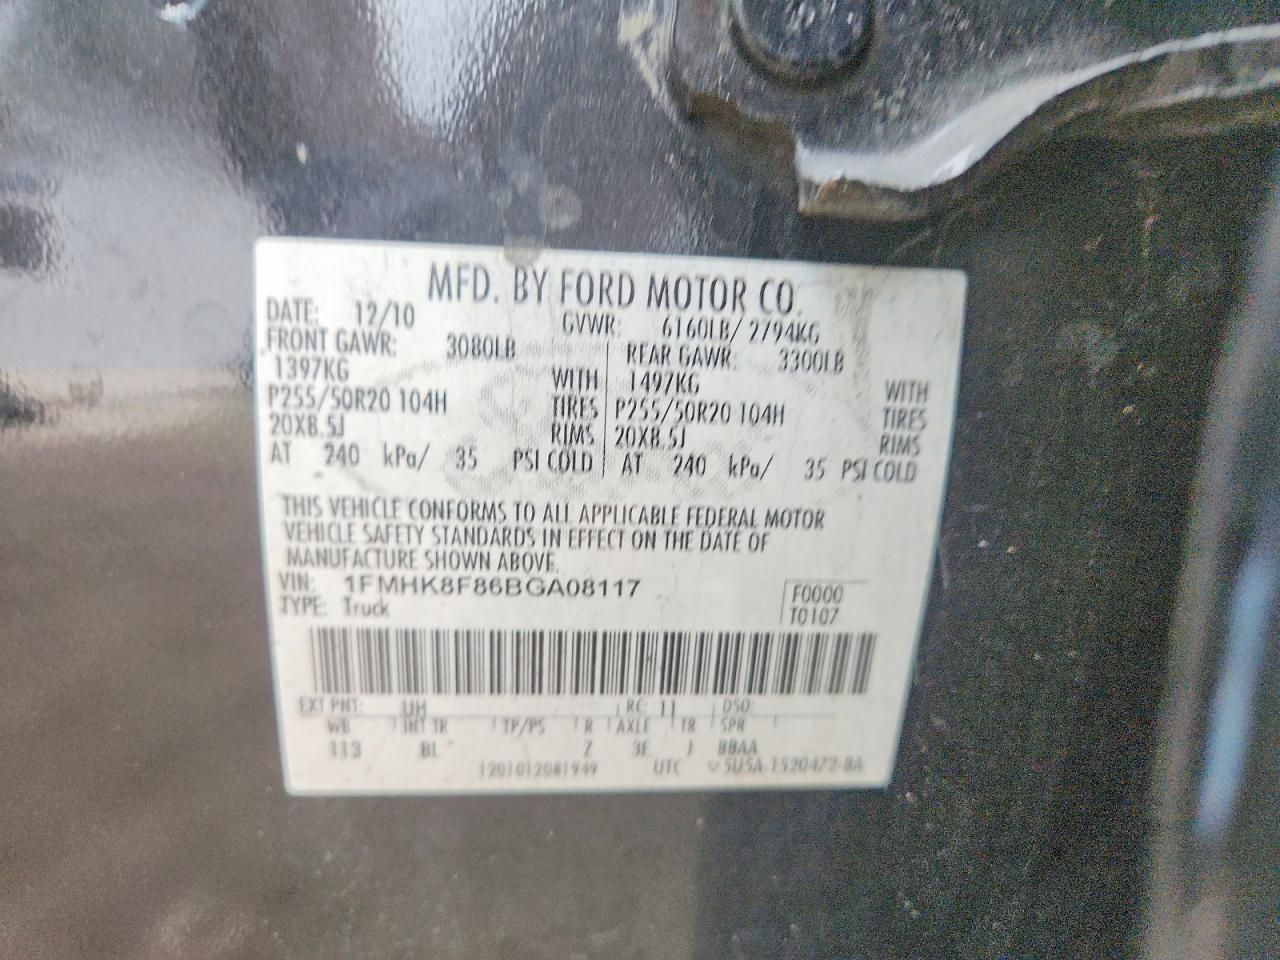 MFD. BY FORD MOTOR CO.
DATE: 12/10 GVWR: 6160LB/ 2794KG
FRONT GAWR: 3080LB REAR GAWR: 3300LB
1397KG WITH 1497KG WITH
P255/50R20 104H TIRES P255/50R20 104H TIRES
20X8.5J RIMS 20X8.5J RIMS
AT 240 kPa/ 35 PSI COLD AT 240 kPa/ 35 PSI COLD
THIS VEHICLE CONFORMS TO ALL APPLICABLE FEDERAL MOTOR
VEHICLE SAFETY STANDARDS IN EFFECT ON THE DATE OF
MANUFACTURE SHOWN ABOVE.
VIN: 1FMHK8F86BGA08117 F0000
TYPE: Truck T0107
EXT PNT: UH RC: 11 DSO:
WB INT TR TP/PS R AXLE TR SPR
113 BL Z 3E J BBAA
1201012081949 UTC 5U5A-1520472-BA